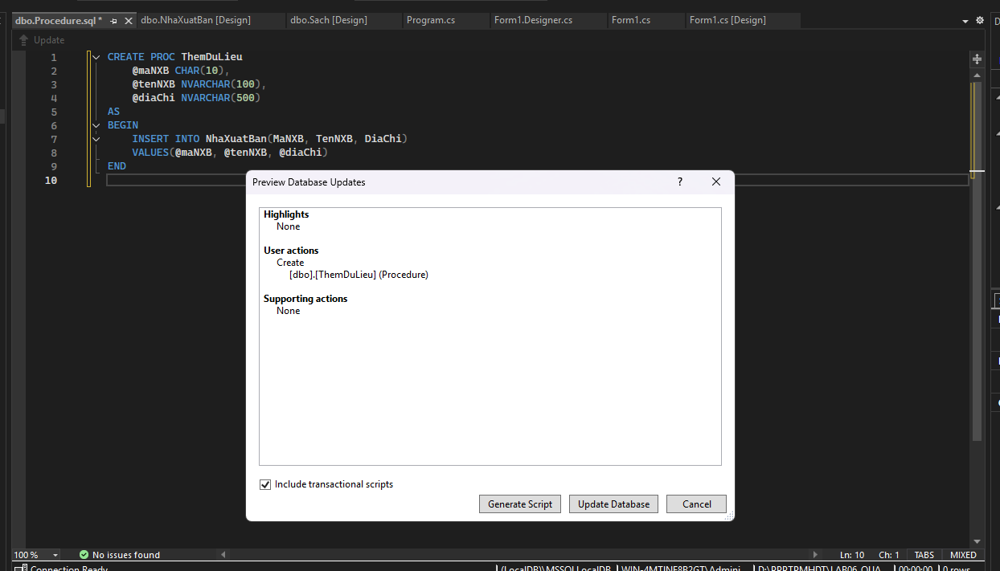 dbo.Procedure.sql *
dbo.NhaXuatBan [Design]
dbo.Sach [Design]
Program.cs
Form1.Designer.cs
Form1.cs
Form1.cs [Design]
Update
1 CREATE PROC ThemDuLieu
2 @maNXB CHAR(10),
3 @tenNXB NVARCHAR(100),
4 @diaChi NVARCHAR(500)
5 AS
6 BEGIN
7 INSERT INTO NhaXuatBan(MaNXB, TenNXB, DiaChi)
8 VALUES(@maNXB, @tenNXB, @diaChi)
9 END
10
Preview Database Updates
?
Highlights
None
User actions
Create
[dbo].[ThemDuLieu] (Procedure)
Supporting actions
None
Include transactional scripts
Generate Script
Update Database
Cancel
100 %
No issues found
Ln: 10
Ch: 1
TABS
MIXED
Connection Ready
(LocalDB)\MSSQLLocalDB
00:00:00
0 rows